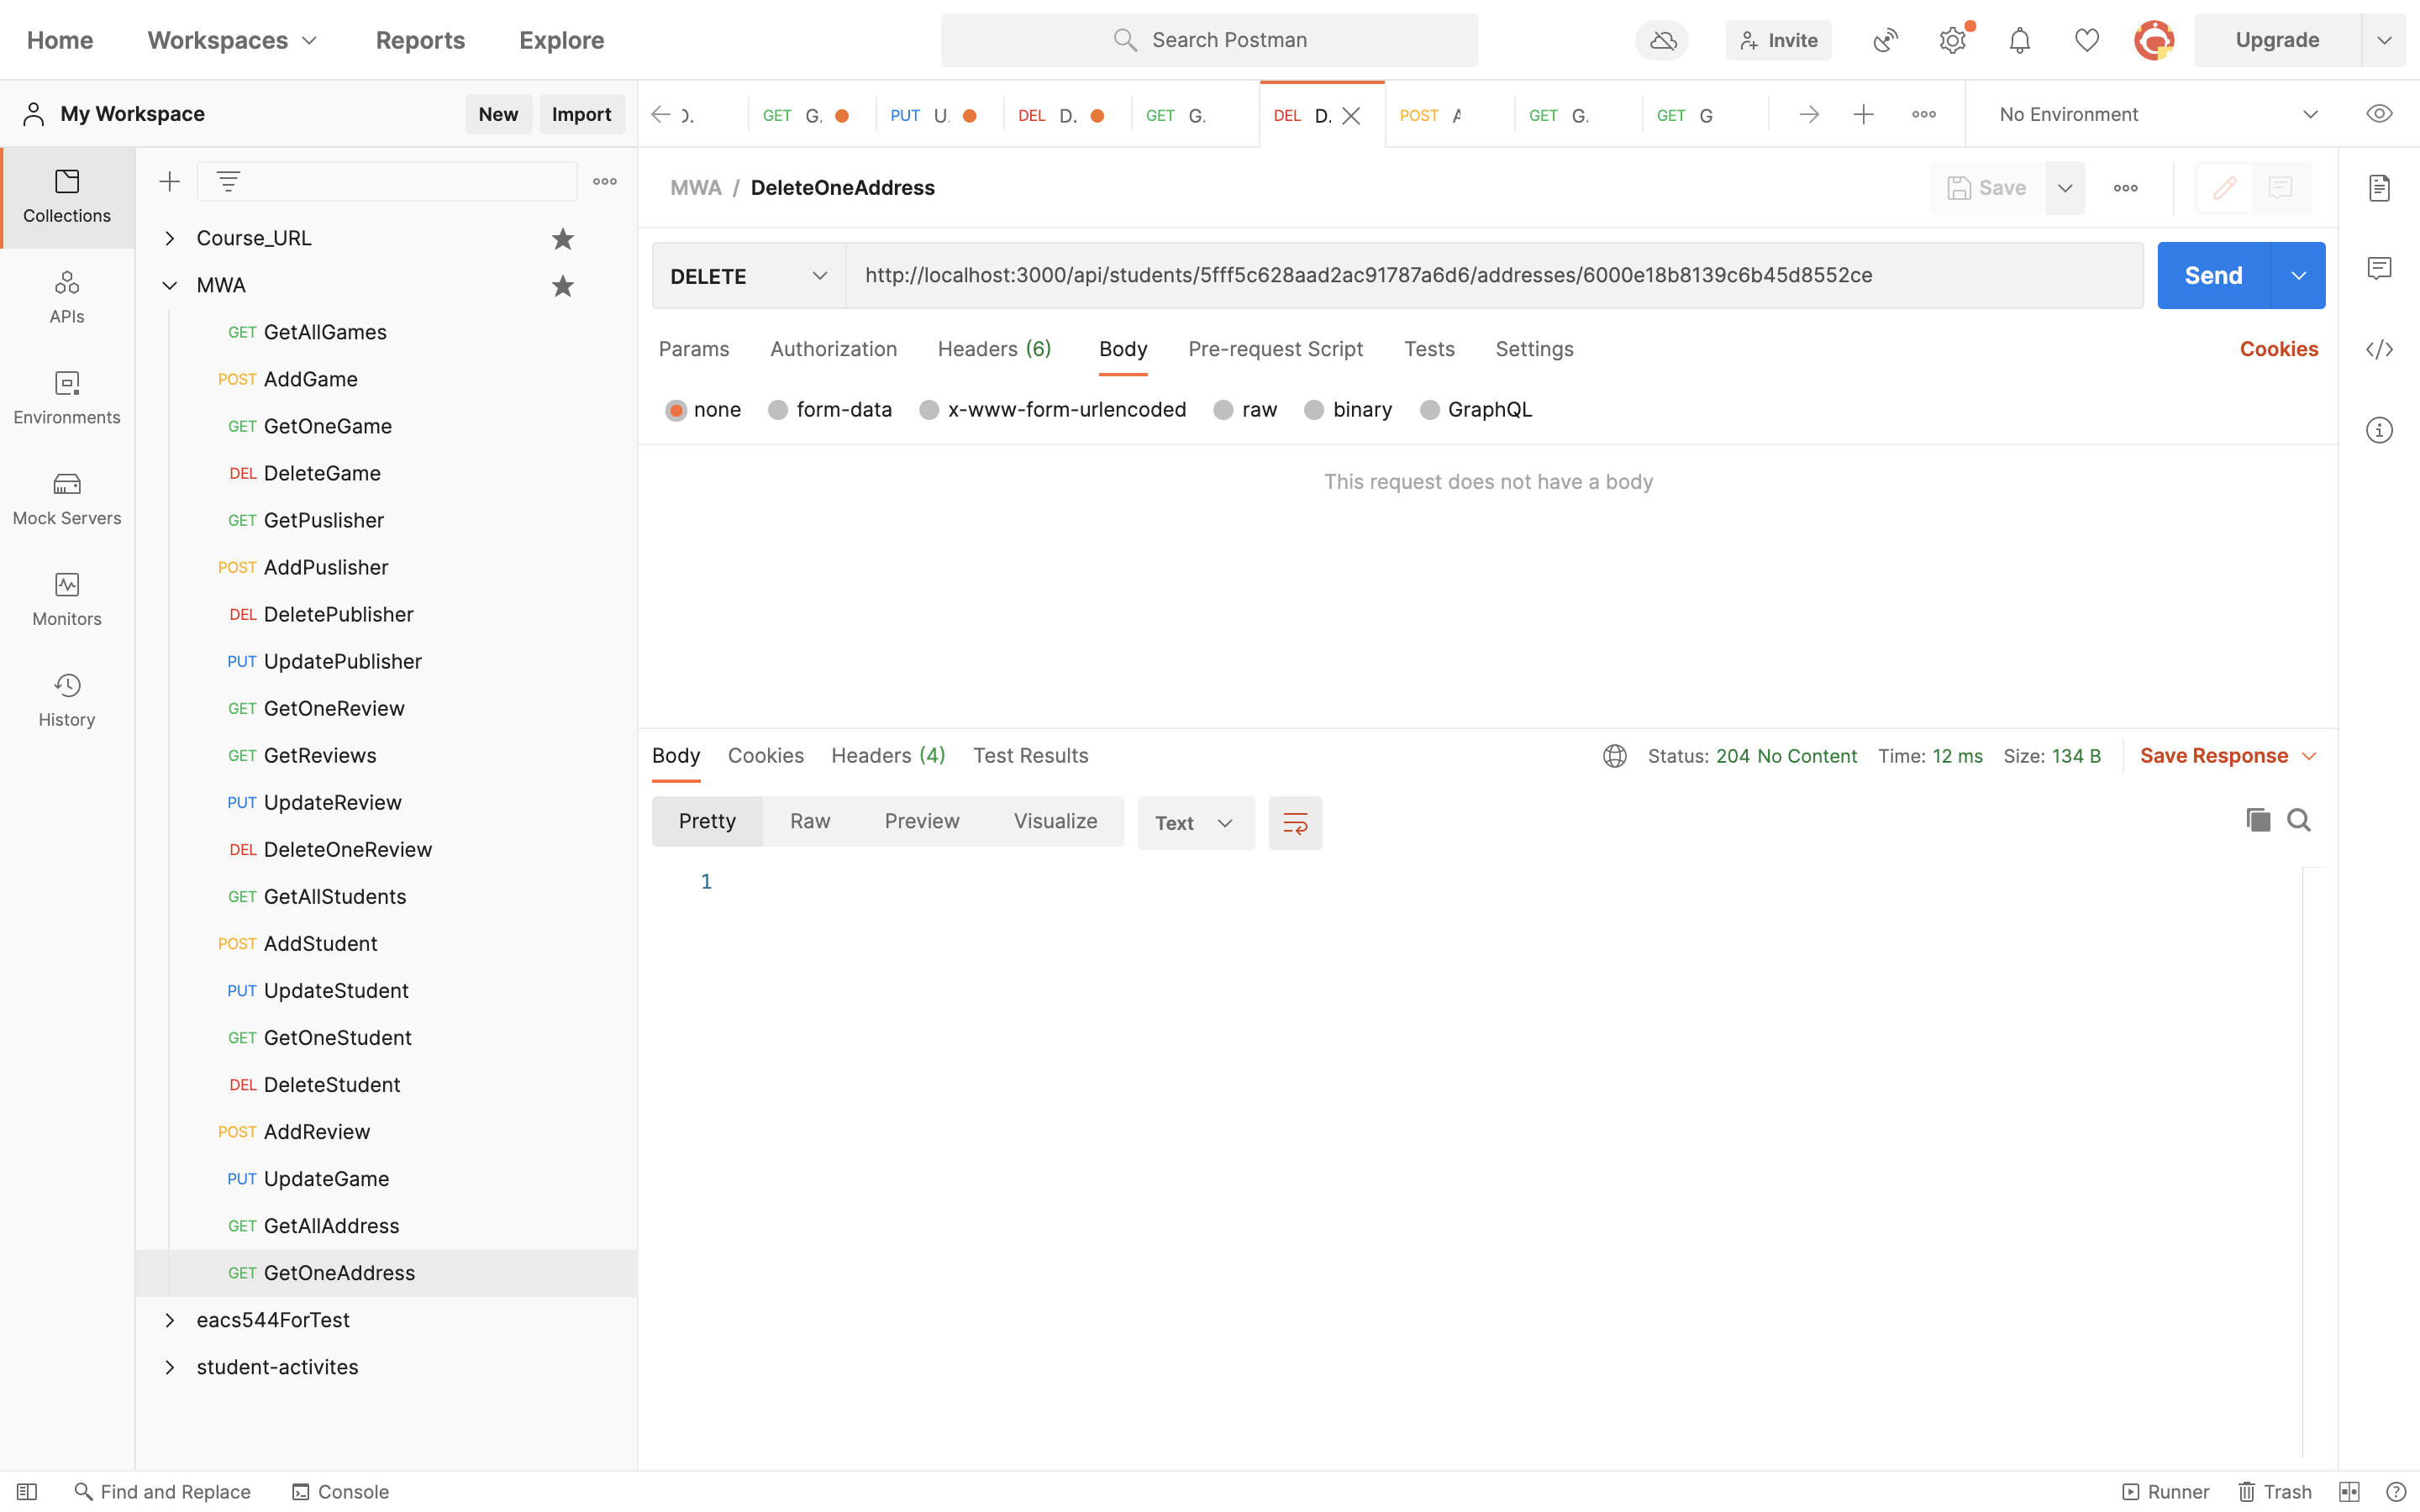 Home Workspaces Reports Explore Search Postman Invite Upgrade
My Workspace New Import
GET G. PUT U. DEL D. GET G. DEL D. POST GET G. GET G No Environment
Collections
APIs
Environments
Mock Servers
Monitors
History
Course_URL
MWA
GET GetAllGames
POST AddGame
GET GetOneGame
DEL DeleteGame
GET GetPuslisher
POST AddPuslisher
DEL DeletePublisher
PUT UpdatePublisher
GET GetOneReview
GET GetReviews
PUT UpdateReview
DEL DeleteOneReview
GET GetAllStudents
POST AddStudent
PUT UpdateStudent
GET GetOneStudent
DEL DeleteStudent
POST AddReview
PUT UpdateGame
GET GetAllAddress
GET GetOneAddress
eacs544ForTest
student-activites
MWA / DeleteOneAddress Save
DELETE http://localhost:3000/api/students/5fff5c628aad2ac91787a6d6/addresses/6000e18b8139c6b45d8552ce Send
Params Authorization Headers (6) Body Pre-request Script Tests Settings Cookies
none form-data x-www-form-urlencoded raw binary GraphQL
This request does not have a body
Body Cookies Headers (4) Test Results Status: 204 No Content Time: 12 ms Size: 134 B Save Response
Pretty Raw Preview Visualize Text
1
Find and Replace Console Runner Trash